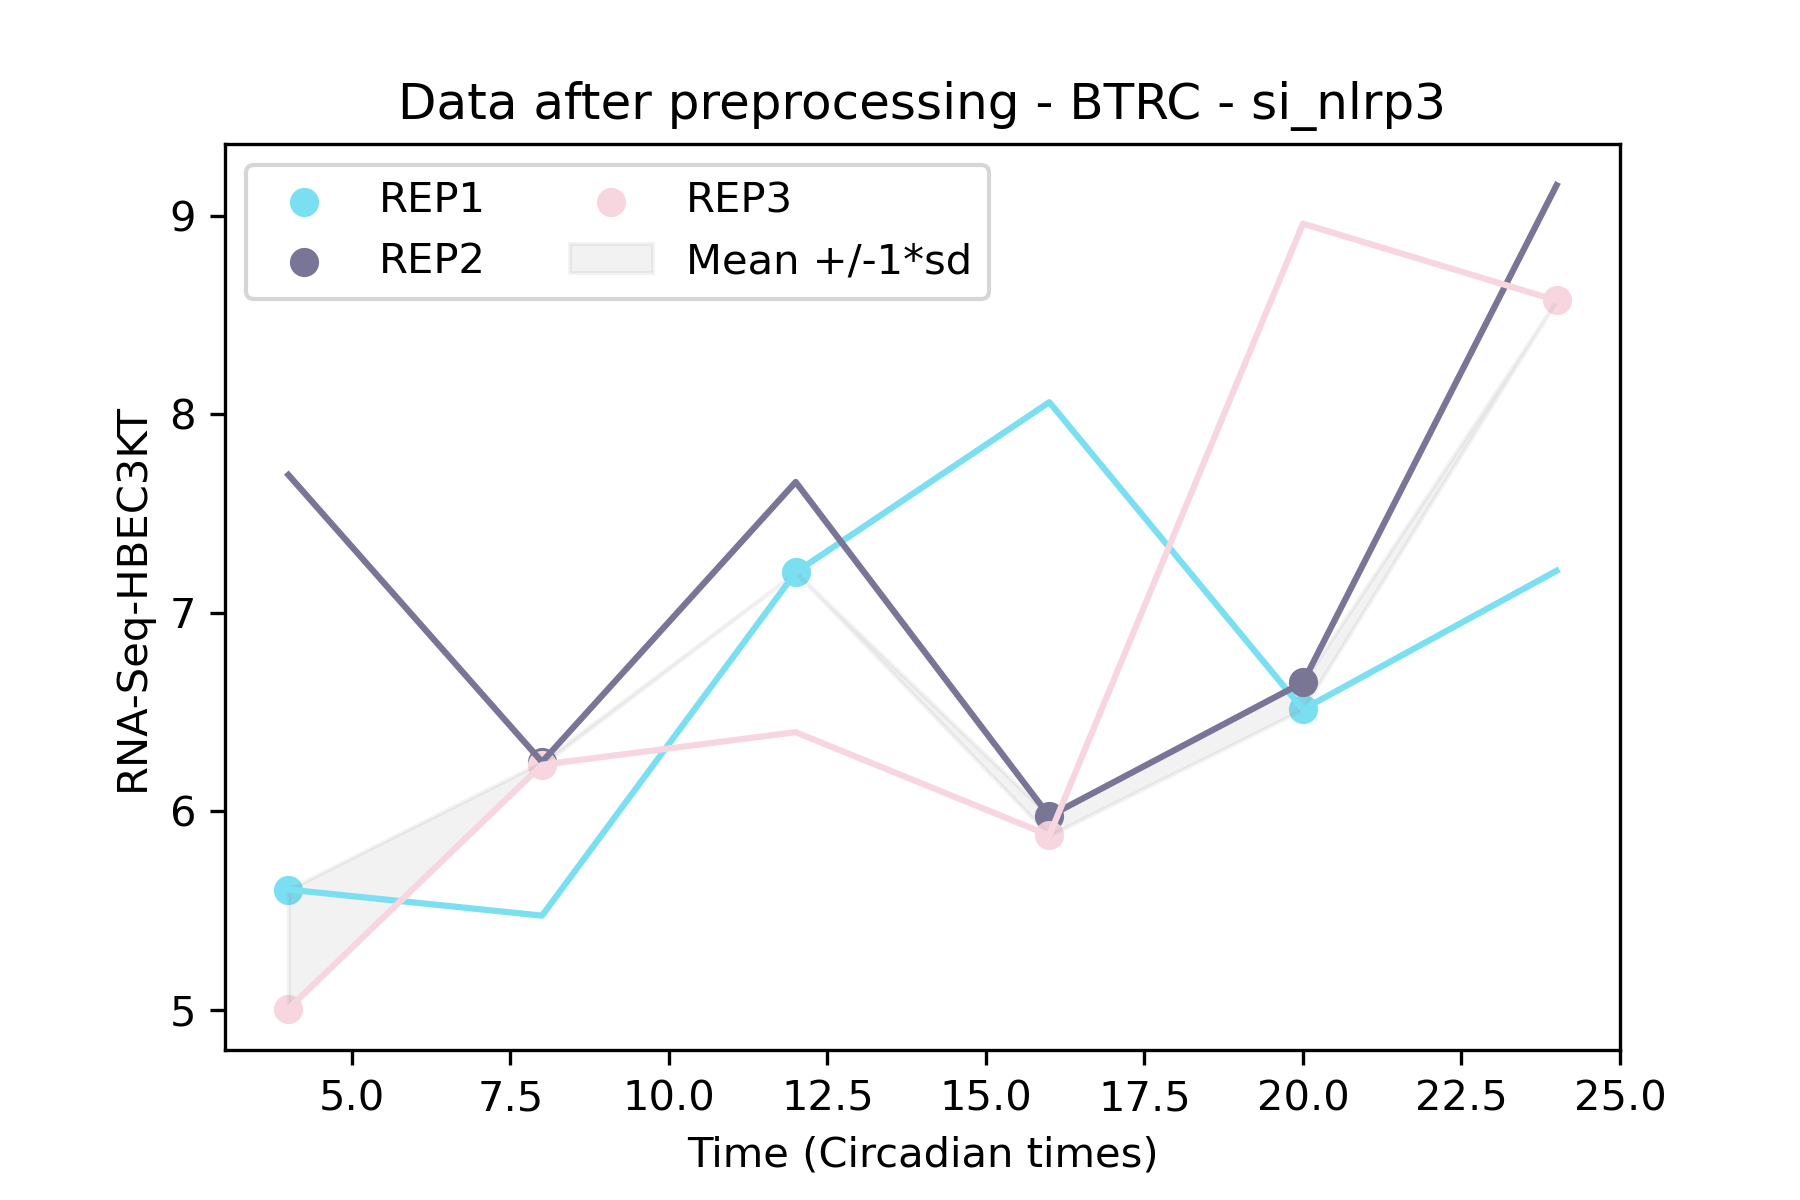 Data after preprocessing - BTRC - si_nlrp3
REP1
REP2
REP3
Mean +/-1*sd
RNA-Seq-HBEC3KT
9
8
7
6
5
5.0 7.5 10.0 12.5 15.0 17.5 20.0 22.5 25.0
Time (Circadian times)